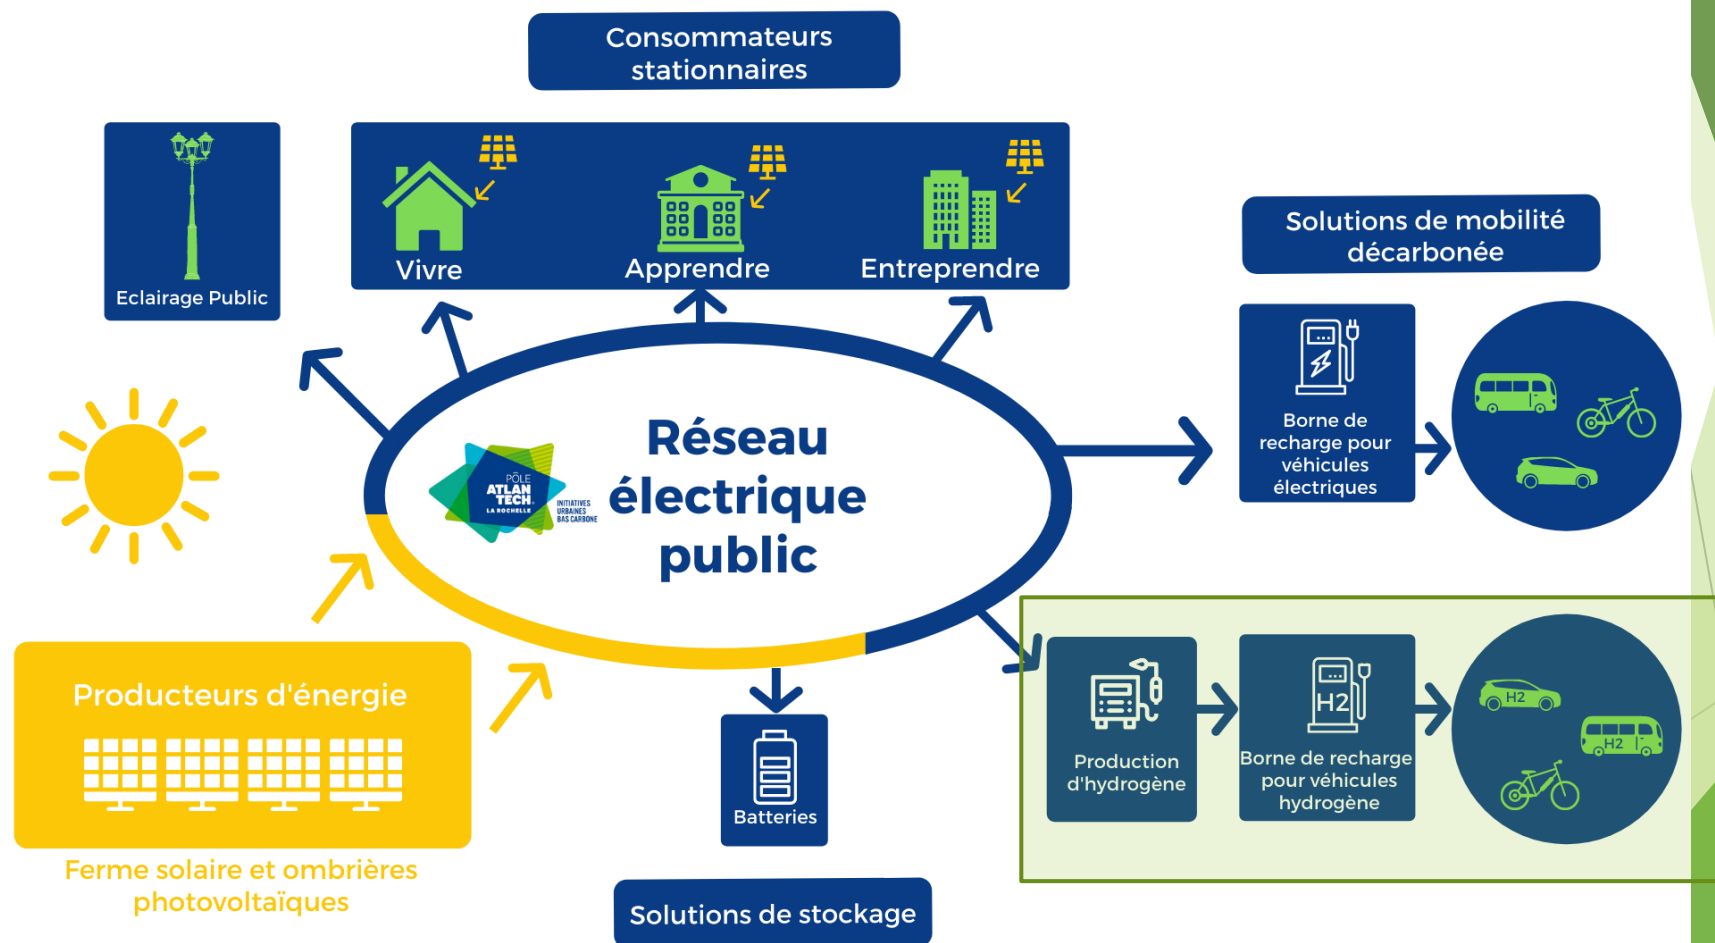 Consommateurs
stationnaires
Eclairage Public
Vivre
Apprendre
Entreprendre
Solutions de mobilité
décarbonée
Borne de
recharge pour
véhicules
électriques
Réseau
électrique
public
PÔLE
ATLAN
TECH
LA ROCHELLE
INITIATIVES
URBAINES
BAS CARBONE
Producteurs d'énergie
Ferme solaire et ombrières
photovoltaïques
Batteries
Solutions de stockage
Production
d'hydrogène
H2
Borne de recharge
pour véhicules
hydrogène
H2
H2